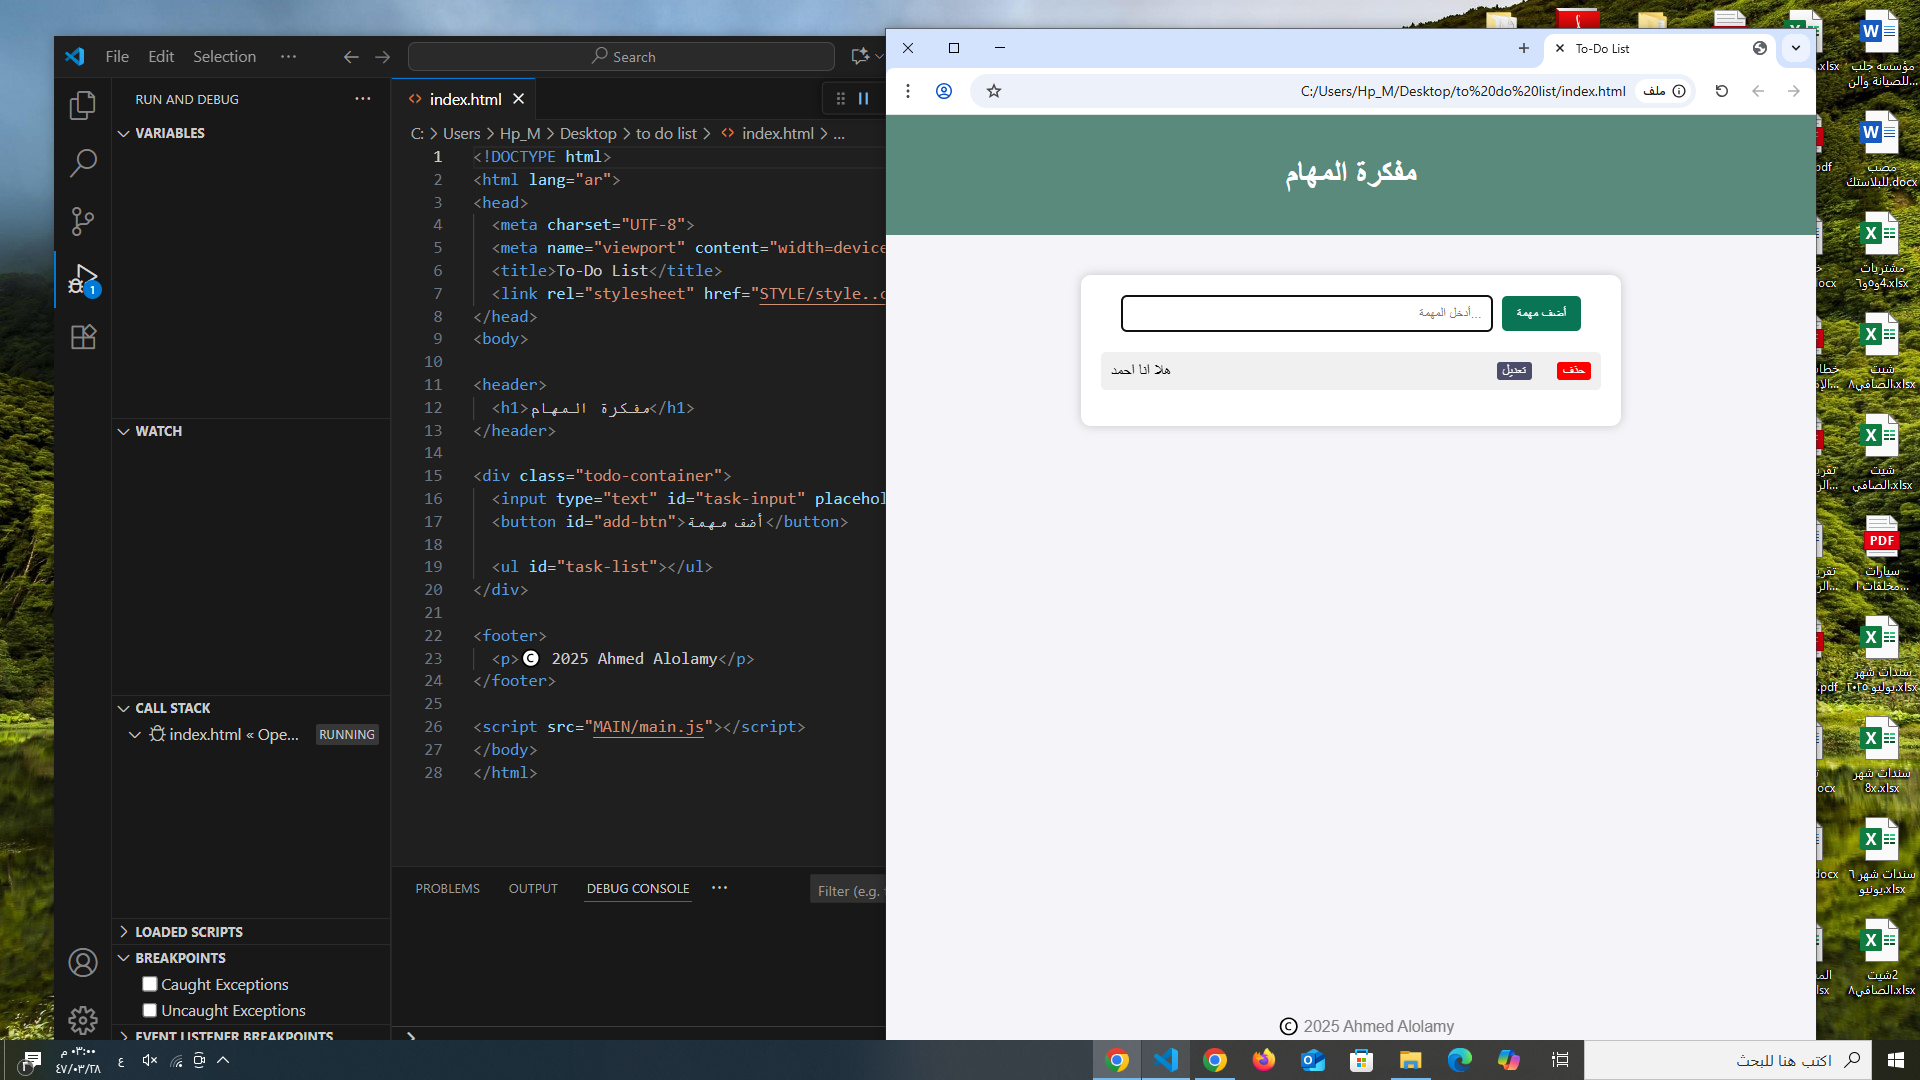 File Edit Selection ···
Search
RUN AND DEBUG ···
VARIABLES
WATCH
CALL STACK
index.html « Ope... RUNNING
LOADED SCRIPTS
BREAKPOINTS
Caught Exceptions
Uncaught Exceptions
EVENT LISTENER BREAKPOINTS
1
index.html
C: > Users > Hp_M > Desktop > to do list > index.html > ...
1 <!DOCTYPE html>
2 <html lang="ar">
3 <head>
4 <meta charset="UTF-8">
5 <meta name="viewport" content="width=device
6 <title>To-Do List</title>
7 <link rel="stylesheet" href="STYLE/style..c
8 </head>
9 <body>
10
11 <header>
12 <h1>مفكرة المهام</h1>
13 </header>
14
15 <div class="todo-container">
16 <input type="text" id="task-input" placehol
17 <button id="add-btn">أضف مهمة</button>
18
19 <ul id="task-list"></ul>
20 </div>
21
22 <footer>
23 <p>© 2025 Ahmed Alolamy</p>
24 </footer>
25
26 <script src="MAIN/main.js"></script>
27 </body>
28 </html>
PROBLEMS OUTPUT DEBUG CONSOLE ···
Filter (e.g.
To-Do List
ملف C:/Users/Hp_M/Desktop/to%20do%20list/index.html
مفكرة المهام
أضف مهمة
أدخل المهمة...
هلا انا احمد
تعديل
حذف
© 2025 Ahmed Alolamy
مؤسسه جلب
للصيانة والن...
مصب
للبلاستك.docx
مشتريات
4و٥و٦.xlsx
شيت
الصافي٨.xlsx
شيت
الصافي.xlsx
PDF
سيارات
مخلفات ا...
سندات شهر
يوليو ٢٠٢٥.xlsx
سندات شهر
8x.xlsx
سندات شهر ٦
يونيو.xlsx
2شيت
الصافي٨.xlsx
اكتب هنا للبحث
ع
٠٣:٠٠ م
٤٧/٠٣/٢٨